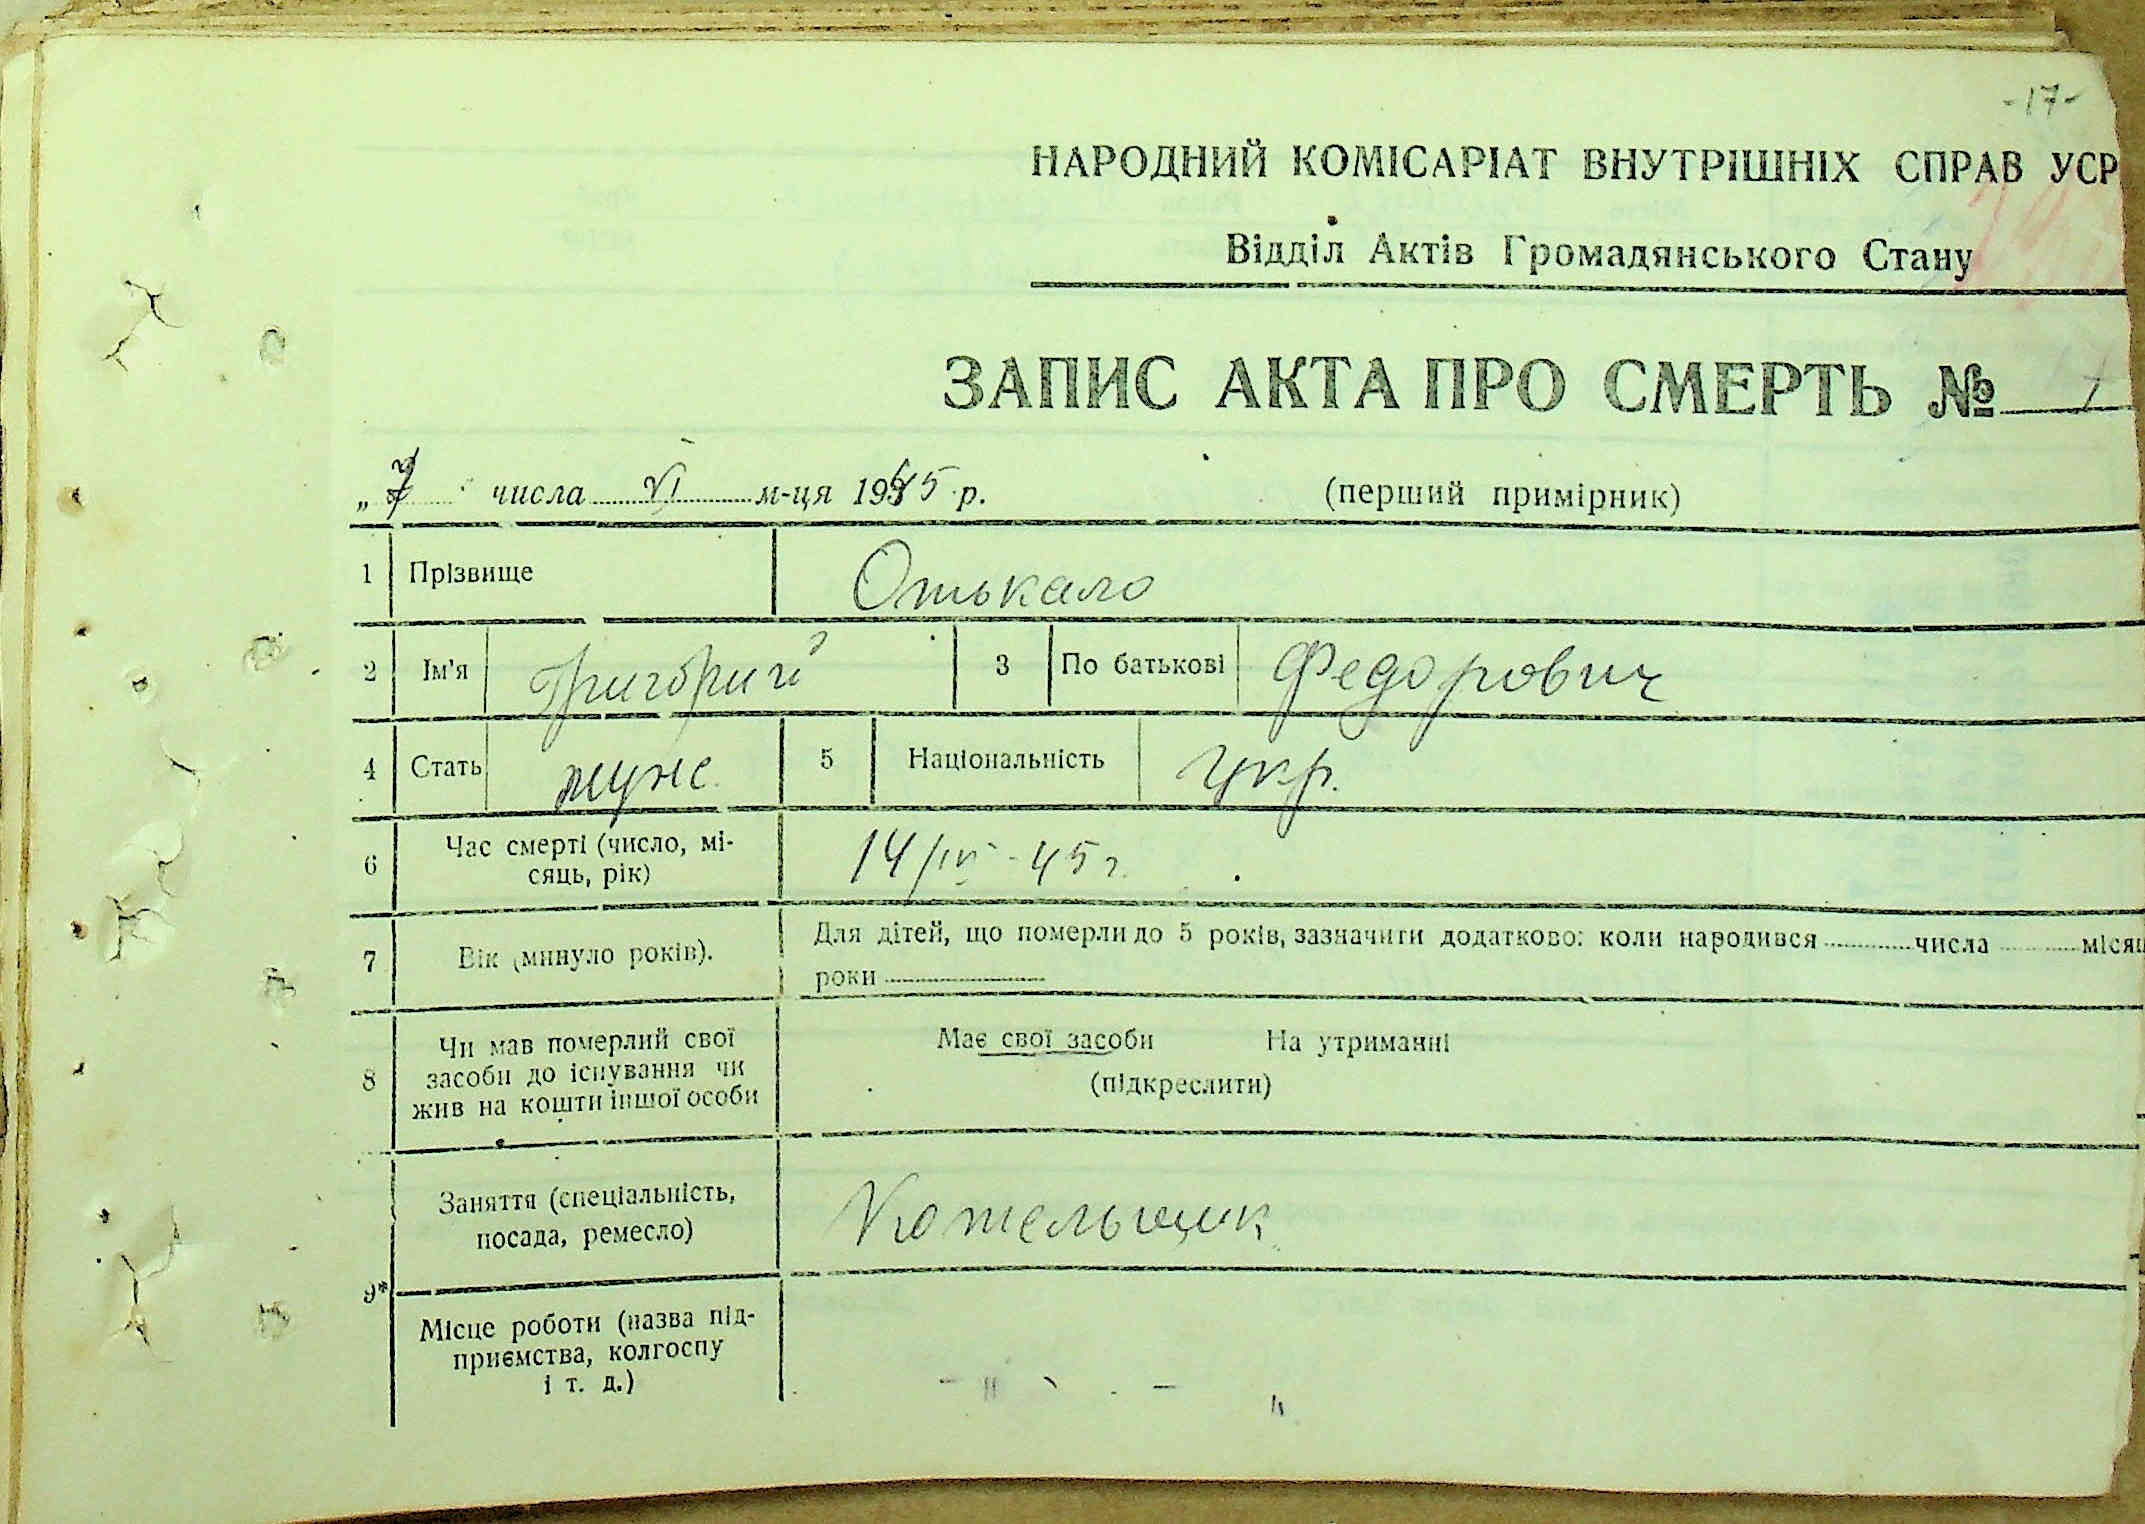 -17-
НАРОДНИЙ КОМІСАРІАТ ВНУТРІШНІХ СПРАВ УСР
Відділ Актів Громадянського Стану
ЗАПИС АКТА ПРО СМЕРТЬ №
„7 числа VI м-ця 1945 р. (перший примірник)
1 Прізвище Отькало
2 Ім'я Григорий 3 По батькові Федорович
4 Стать муж. 5 Національність укр.
6 Час смерті (число, мі-
сяць, рік) 14/IV - 45 г.
7 Вік (минуло років). Для дітей, що померли до 5 років, зазначити додатково: коли народився числа місяц
роки
8 Чи мав померлий свої
засоби до існування чи
жив на кошти іншої особи
Має свої засоби На утриманні
(підкреслити)
9* Заняття (спеціальність,
посада, ремесло) Котельщик
Місце роботи (назва під-
приємства, колгоспу
і т. д.)
- " - "